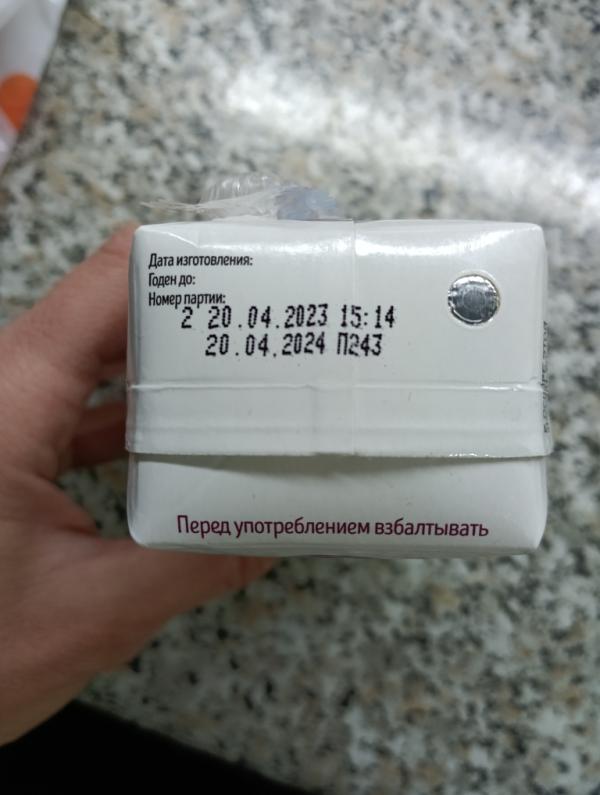 Дата изготовления:
Годен до:
Номер партии:
2 20.04.2023 15:14
20.04.2024 П243
Перед употреблением взбалтывать